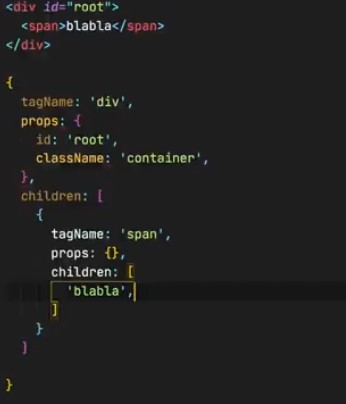 <div id="root">
  <span>blabla</span>
</div>

{
  tagName: 'div',
  props: {
    id: 'root',
    className: 'container',
  },
  children: [
    {
      tagName: 'span',
      props: {},
      children: [
        'blabla',
      ]
    }
  ]

}